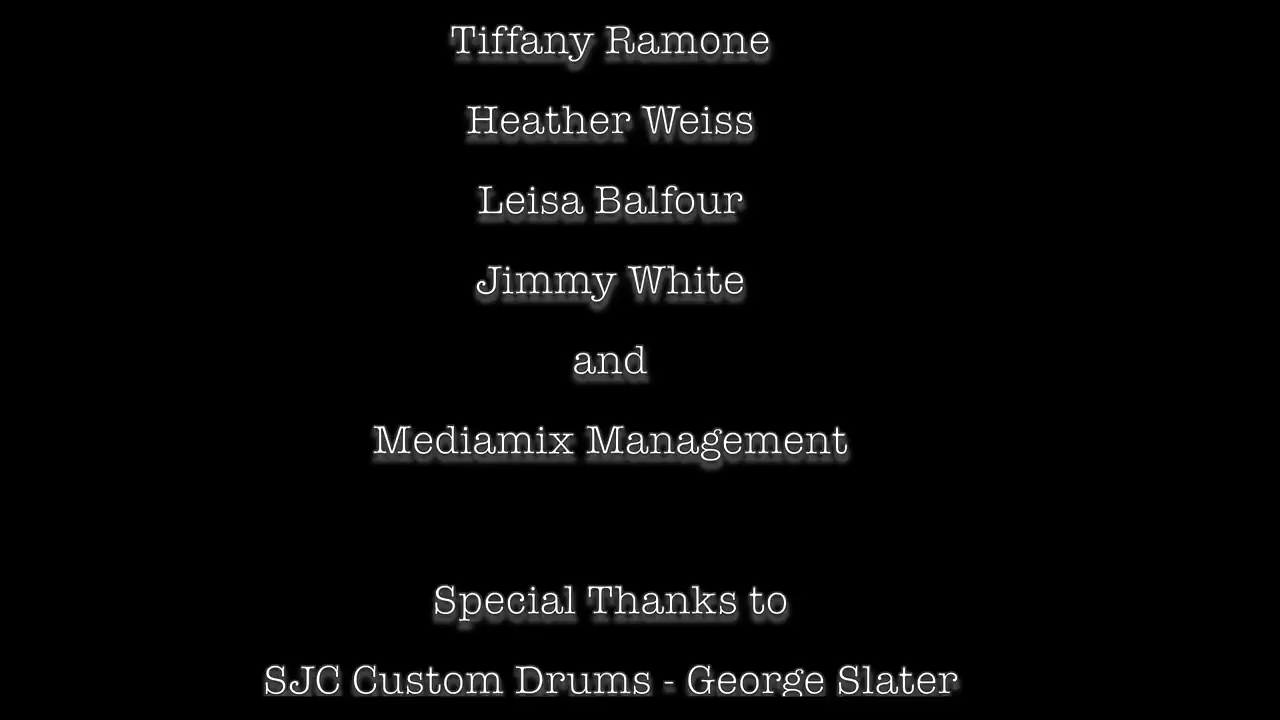 Tiffany Ramone
Heather Weiss
Leisa Balfour
Jimmy White
and
Mediamix Management
Special Thanks to
SJC Custom Drums - George Slater